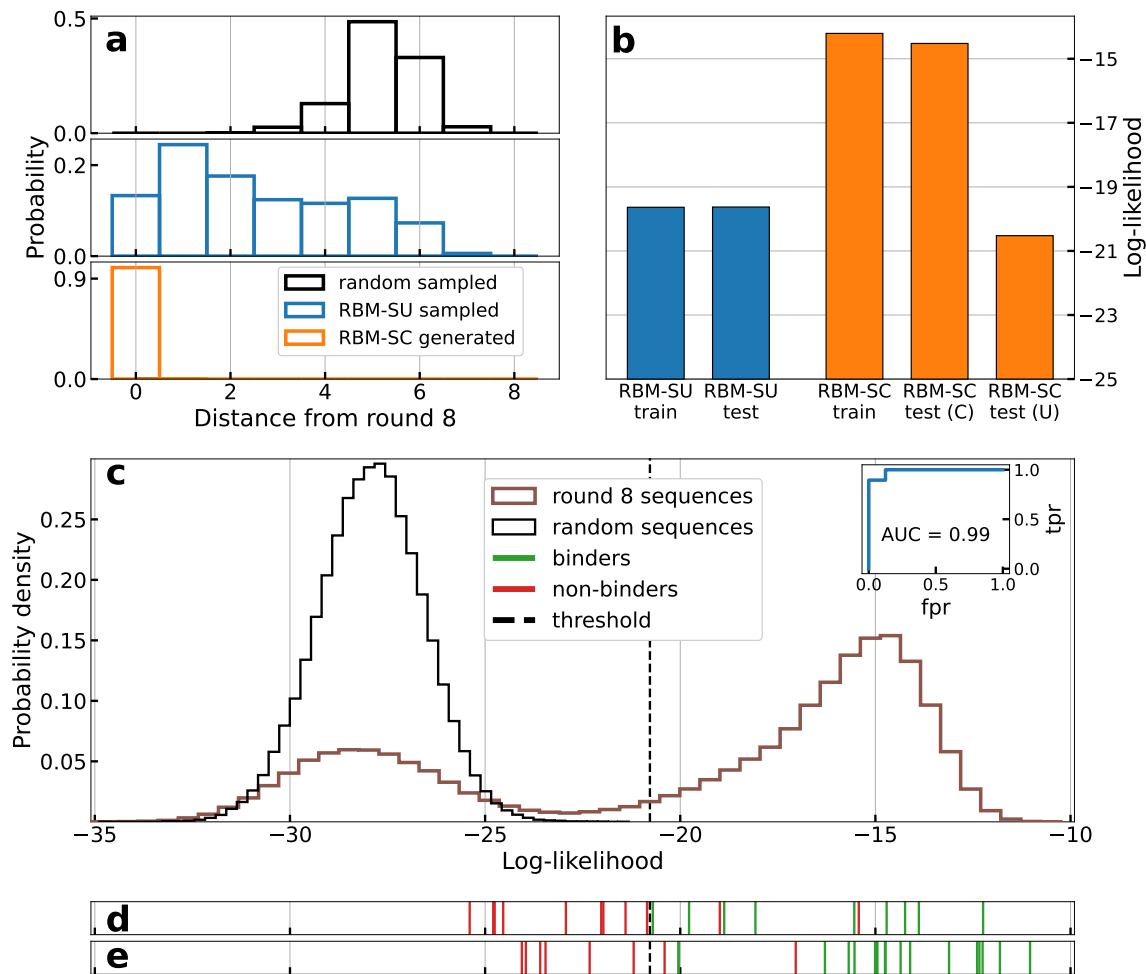 a
0.5
0.0
0.2
0.0
0.9
0.0
Probability
random sampled
RBM-SU sampled
RBM-SC generated
0 2 4 6 8
Distance from round 8
b
−15
−17
−19
−21
−23
−25
Log-likelihood
RBM-SU train
RBM-SU test
RBM-SC train
RBM-SC test (C)
RBM-SC test (U)
c
0.25
0.20
0.15
0.10
0.05
Probability density
round 8 sequences
random sequences
binders
non-binders
threshold
1.0
0.5
0.0
tpr
AUC = 0.99
0.0 0.5 1.0
fpr
−35 −30 −25 −20 −15 −10
Log-likelihood
d
e